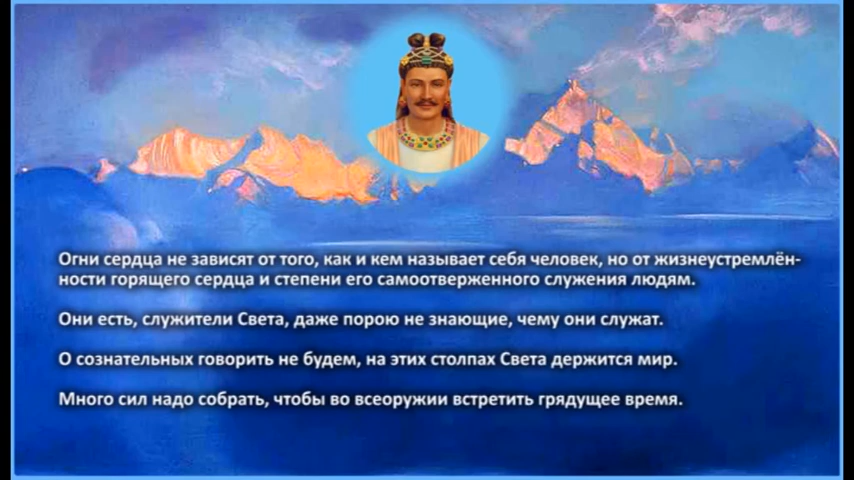 Огни сердца не зависят от того, как и кем называет себя человек, но от жизнеустремлён-
ности горящего сердца и степени его самоотверженного служения людям.
Они есть, служители Света, даже порою не знающие, чему они служат.
О сознательных говорить не будем, на этих столпах Света держится мир.
Много сил надо собрать, чтобы во всеоружии встретить грядущее время.